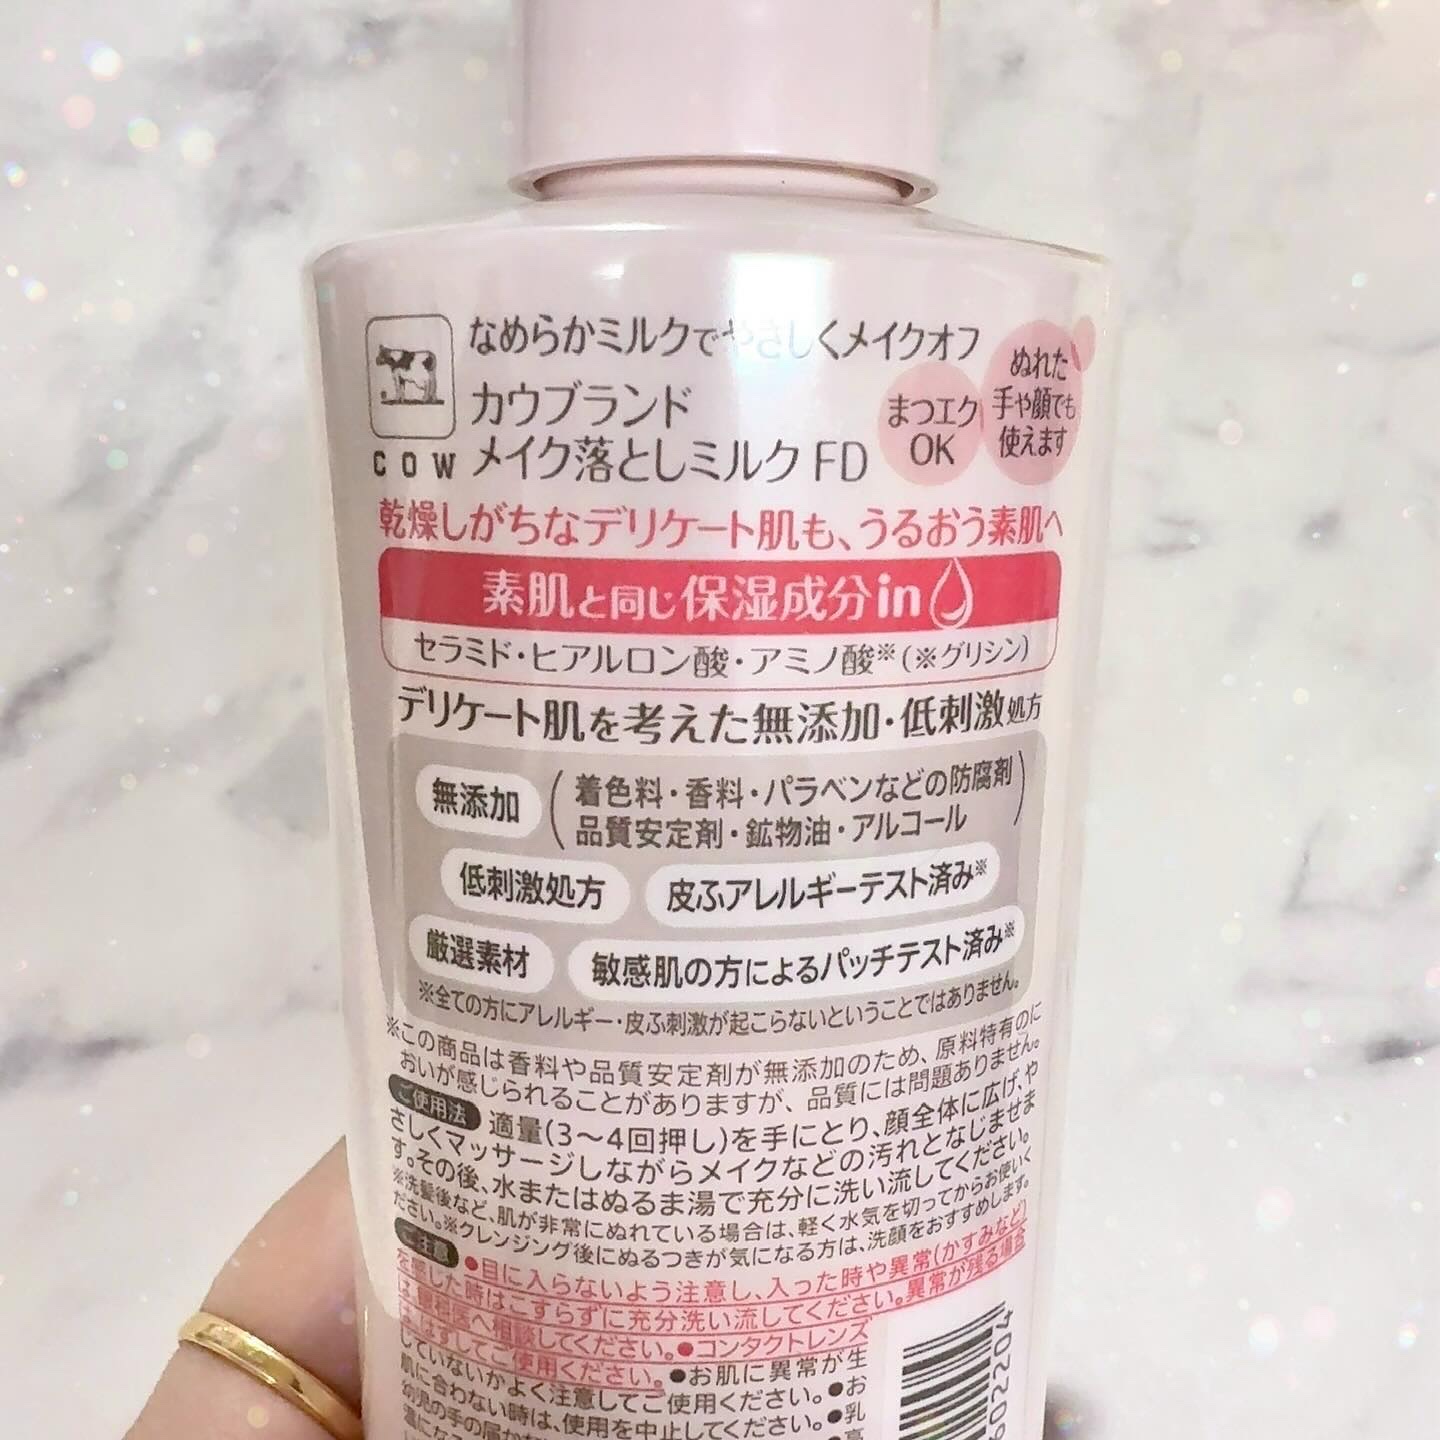 なめらかミルクでやさしくメイクオフ
カウブランド
メイク落としミルク FD
COW
まつエク
OK
ぬれた
手や顔でも
使えます
乾燥しがちなデリケート肌も、うるおう素肌へ
素肌と同じ保湿成分in
セラミド・ヒアルロン酸・アミノ酸※(※グリシン)
デリケート肌を考えた無添加・低刺激処方
無添加
(着色料・香料・パラベンなどの防腐剤
品質安定剤・鉱物油・アルコール)
低刺激処方
皮ふアレルギーテスト済み※
厳選素材
敏感肌の方によるパッチテスト済み※
※全ての方にアレルギー・皮ふ刺激が起こらないということではありません。
※この商品は香料や品質安定剤が無添加のため、原料特有のに
おいが感じられることがありますが、品質には問題ありません。
ご使用法 適量(3〜4回押し)を手にとり、顔全体に広げ、や
さしくマッサージしながらメイクなどの汚れとなじませま
す。その後、水またはぬるま湯で充分に洗い流してください。
※洗髪後など、肌が非常にぬれている場合は、軽く水気を切ってからお使いく
ださい。※クレンジング後にぬるつきが気になる方は、洗顔をおすすめします。
ご注意 ●目に入らないよう注意し、入った時や異常(かすみなど)
を感じた時はこすらずに充分洗い流してください。異常が残る場合
は、眼科医へ相談してください。●コンタクトレンズ
は、はずしてご使用ください。●お肌に異常が生
じていないかよく注意してご使用ください。●お
肌に合わない時は、使用を中止してください。●乳
幼児の手の届かな
温になる
602204